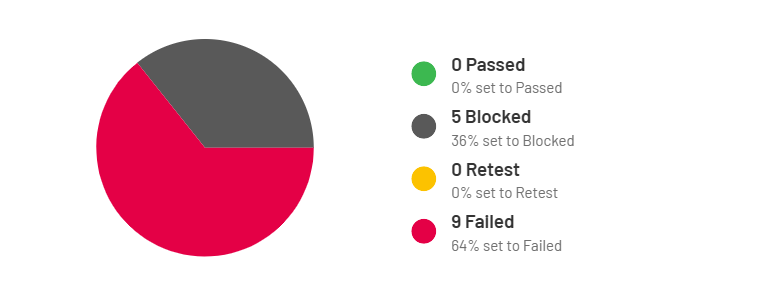 0 Passed
0% set to Passed
5 Blocked
36% set to Blocked
0 Retest
0% set to Retest
9 Failed
64% set to Failed